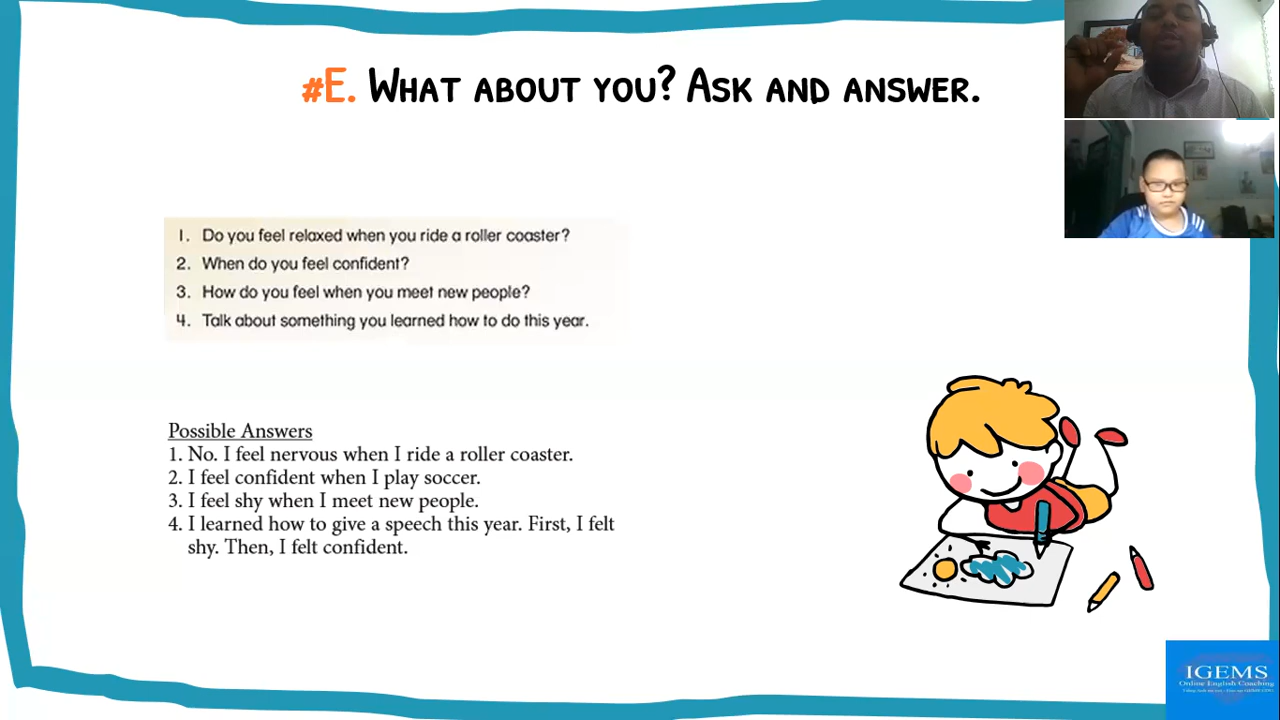 #E. What about you? Ask and answer.
1. Do you feel relaxed when you ride a roller coaster?
2. When do you feel confident?
3. How do you feel when you meet new people?
4. Talk about something you learned how to do this year.
Possible Answers
1. No. I feel nervous when I ride a roller coaster.
2. I feel confident when I play soccer.
3. I feel shy when I meet new people.
4. I learned how to give a speech this year. First, I felt
shy. Then, I felt confident.
IGEMS
Online English Coaching